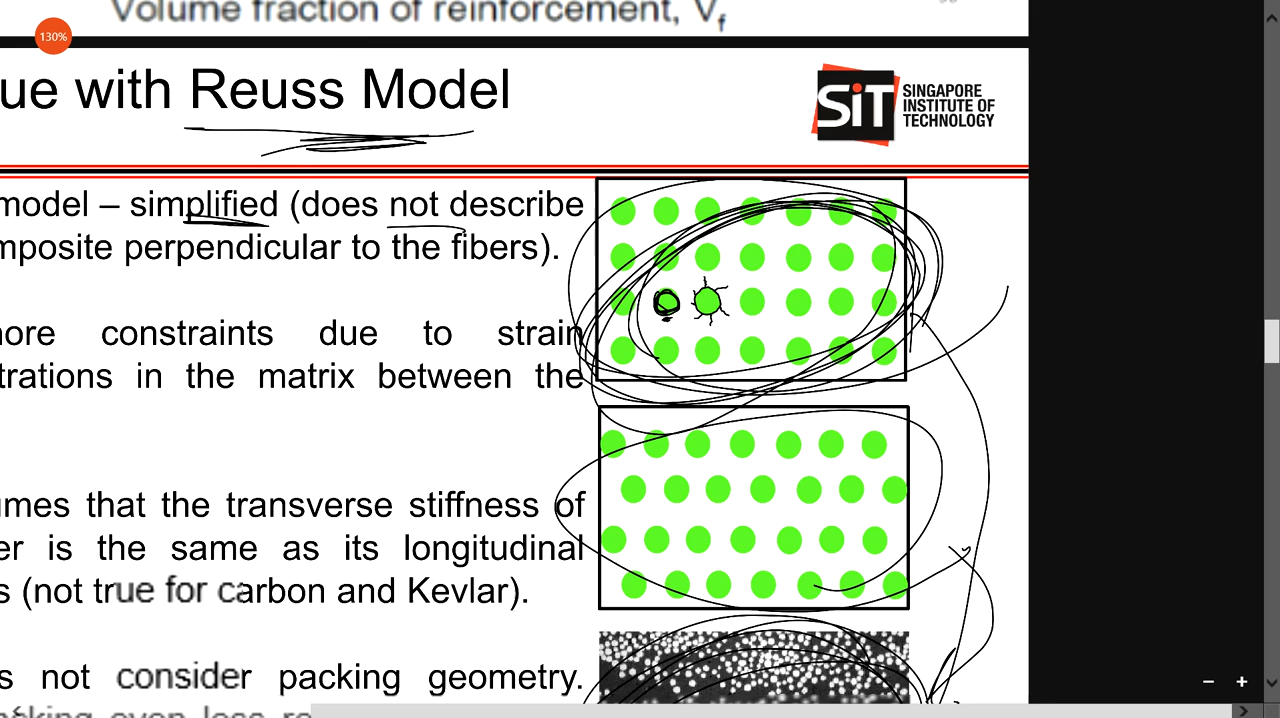 Volume fraction of reinforcement, Vf
130%
ue with Reuss Model
SiT SINGAPORE
INSTITUTE OF
TECHNOLOGY
model – simplified (does not describe
mposite perpendicular to the fibers).
nore constraints due to strain
trations in the matrix between the
umes that the transverse stiffness of
er is the same as its longitudinal
s (not true for carbon and Kevlar).
s not consider packing geometry.